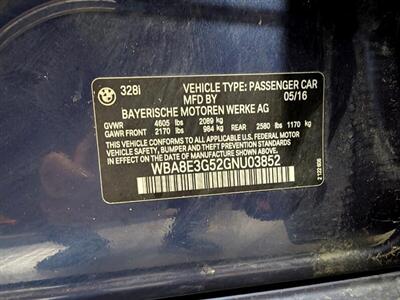 328i VEHICLE TYPE: PASSENGER CAR
MFD BY 05/16
BAYERISCHE MOTOREN WERKE AG
GVWR 4605 lbs 2089 kg
GAWR FRONT 2170 lbs 984 kg REAR 2580 lbs 1170 kg
THIS VEHICLE CONFORMS TO ALL APPLICABLE U.S. FEDERAL MOTOR
VEHICLE SAFETY, BUMPER, AND THEFT PREVENTION STANDARDS
IN EFFECT ON THE DATE OF MANUFACTURE SHOWN ABOVE.
WBA8E3G52GNU03852